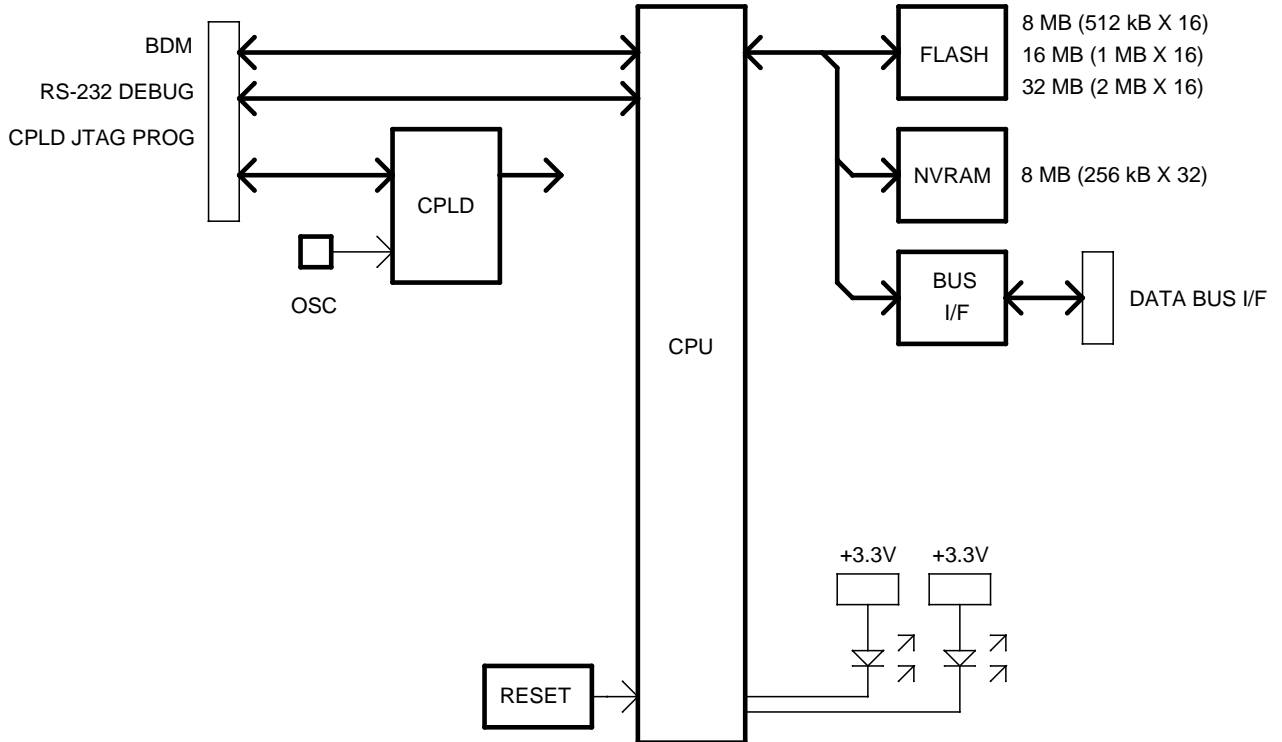 BDM
RS-232 DEBUG
CPLD JTAG PROG
CPLD
OSC
CPU
FLASH
8 MB (512 kB X 16)
16 MB (1 MB X 16)
32 MB (2 MB X 16)
NVRAM
8 MB (256 kB X 32)
BUS
I/F
DATA BUS I/F
+3.3V
+3.3V
RESET